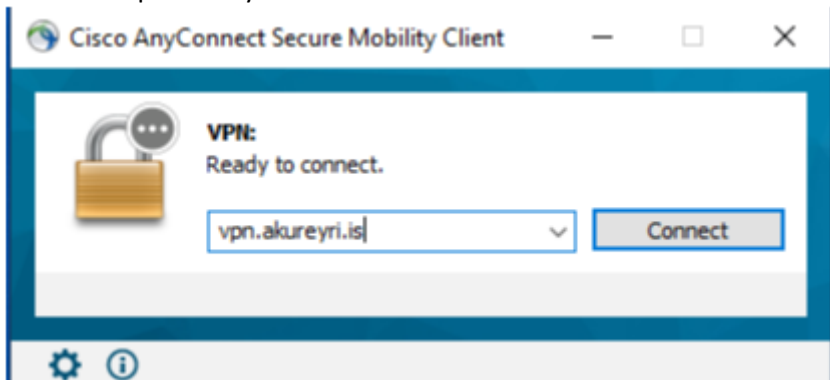 Cisco AnyConnect Secure Mobility Client
VPN:
Ready to connect.
vpn.akureyri.is
Connect